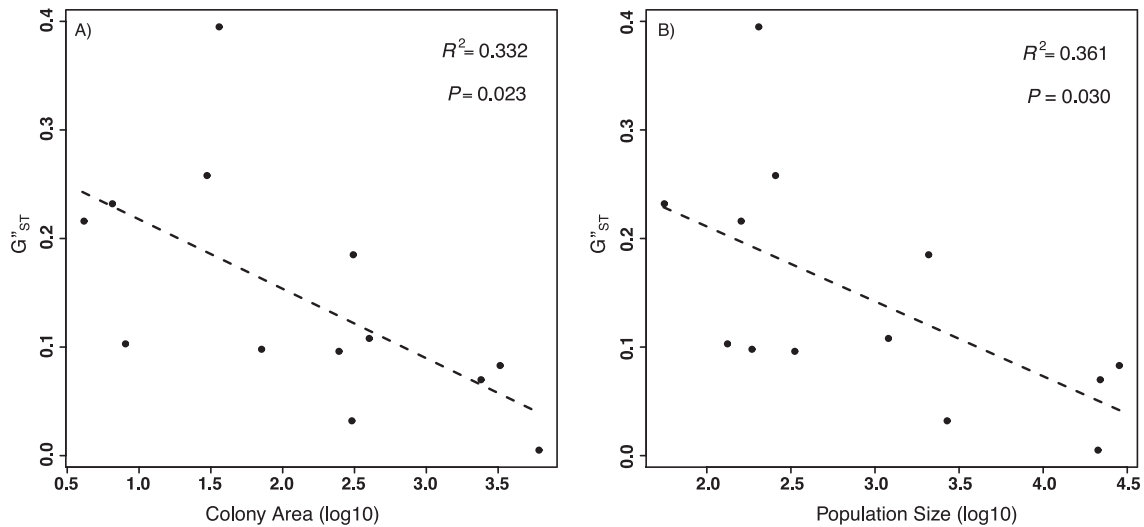 A)
R² = 0.332
P = 0.023
0.4
0.3
0.2
0.1
0.0
G”ST
0.5 1.0 1.5 2.0 2.5 3.0 3.5
Colony Area (log10)
B)
R² = 0.361
P = 0.030
0.4
0.3
0.2
0.1
0.0
G”ST
2.0 2.5 3.0 3.5 4.0 4.5
Population Size (log10)